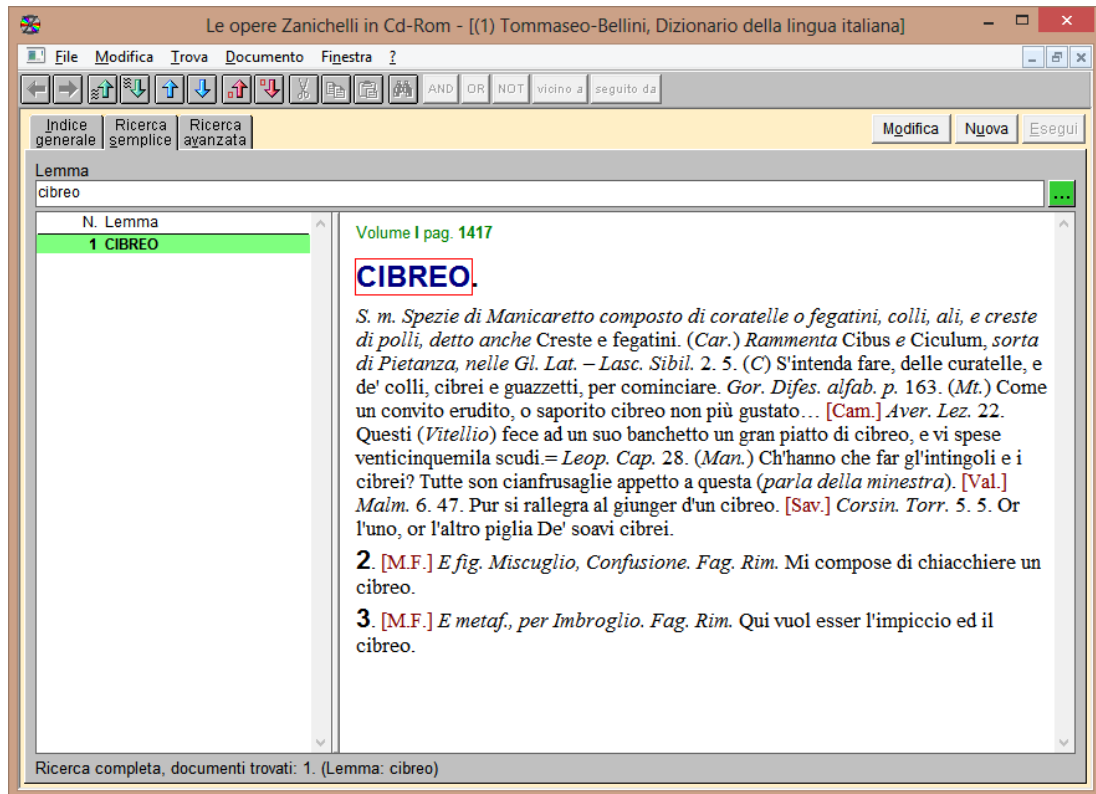 Le opere Zanichelli in Cd-Rom - [(1) Tommaseo-Bellini, Dizionario della lingua italiana]
File Modifica Trova Documento Finestra ?
AND OR NOT vicino a seguito da
Indice generale Ricerca semplice Ricerca avanzata Modifica Nuova Esegui
Lemma
cibreo ...
N. Lemma
1 CIBREO
Volume I pag. 1417
CIBREO.
S. m. Spezie di Manicaretto composto di coratelle o fegatini, colli, ali, e creste
di polli, detto anche Creste e fegatini. (Car.) Rammenta Cibus e Ciculum, sorta
di Pietanza, nelle Gl. Lat. – Lasc. Sibil. 2. 5. (C) S'intenda fare, delle curatelle, e
de' colli, cibrei e guazzetti, per cominciare. Gor. Difes. alfab. p. 163. (Mt.) Come
un convito erudito, o saporito cibreo non più gustato… [Cam.] Aver. Lez. 22.
Questi (Vitellio) fece ad un suo banchetto un gran piatto di cibreo, e vi spese
venticinquemila scudi.= Leop. Cap. 28. (Man.) Ch'hanno che far gl'intingoli e i
cibrei? Tutte son cianfrusaglie appetto a questa (parla della minestra). [Val.]
Malm. 6. 47. Pur si rallegra al giunger d'un cibreo. [Sav.] Corsin. Torr. 5. 5. Or
l'uno, or l'altro piglia De' soavi cibrei.
2. [M.F.] E fig. Miscuglio, Confusione. Fag. Rim. Mi compose di chiacchiere un
cibreo.
3. [M.F.] E metaf., per Imbroglio. Fag. Rim. Qui vuol esser l'impiccio ed il
cibreo.
Ricerca completa, documenti trovati: 1. (Lemma: cibreo)